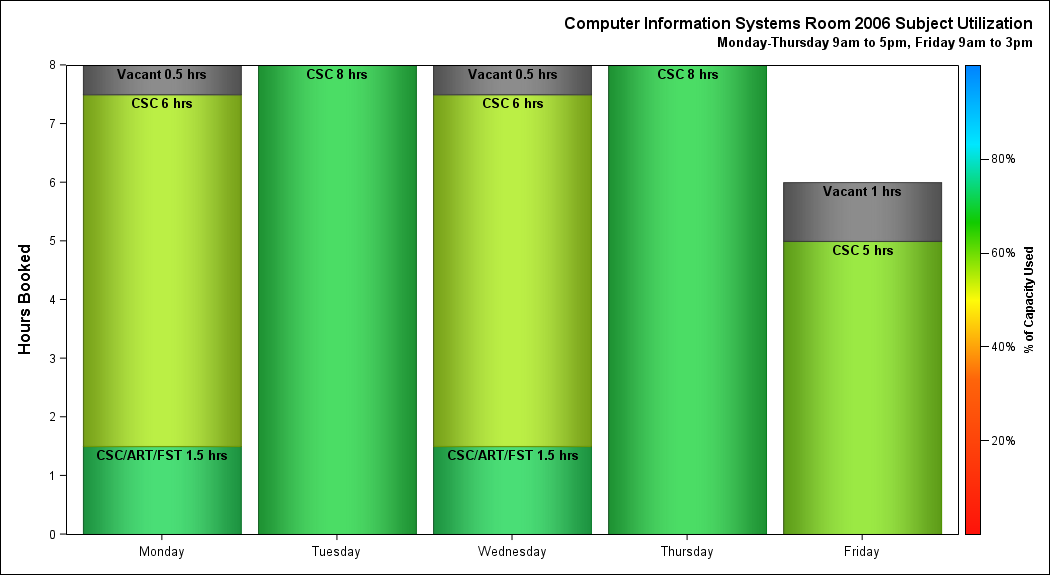 Computer Information Systems Room 2006 Subject Utilization
Monday-Thursday 9am to 5pm, Friday 9am to 3pm
Hours Booked
8
7
6
5
4
3
2
1
0
Vacant 0.5 hrs
CSC 6 hrs
CSC/ART/FST 1.5 hrs
CSC 8 hrs
Vacant 0.5 hrs
CSC 6 hrs
CSC/ART/FST 1.5 hrs
CSC 8 hrs
Vacant 1 hrs
CSC 5 hrs
Monday
Tuesday
Wednesday
Thursday
Friday
80%
60%
40%
20%
% of Capacity Used